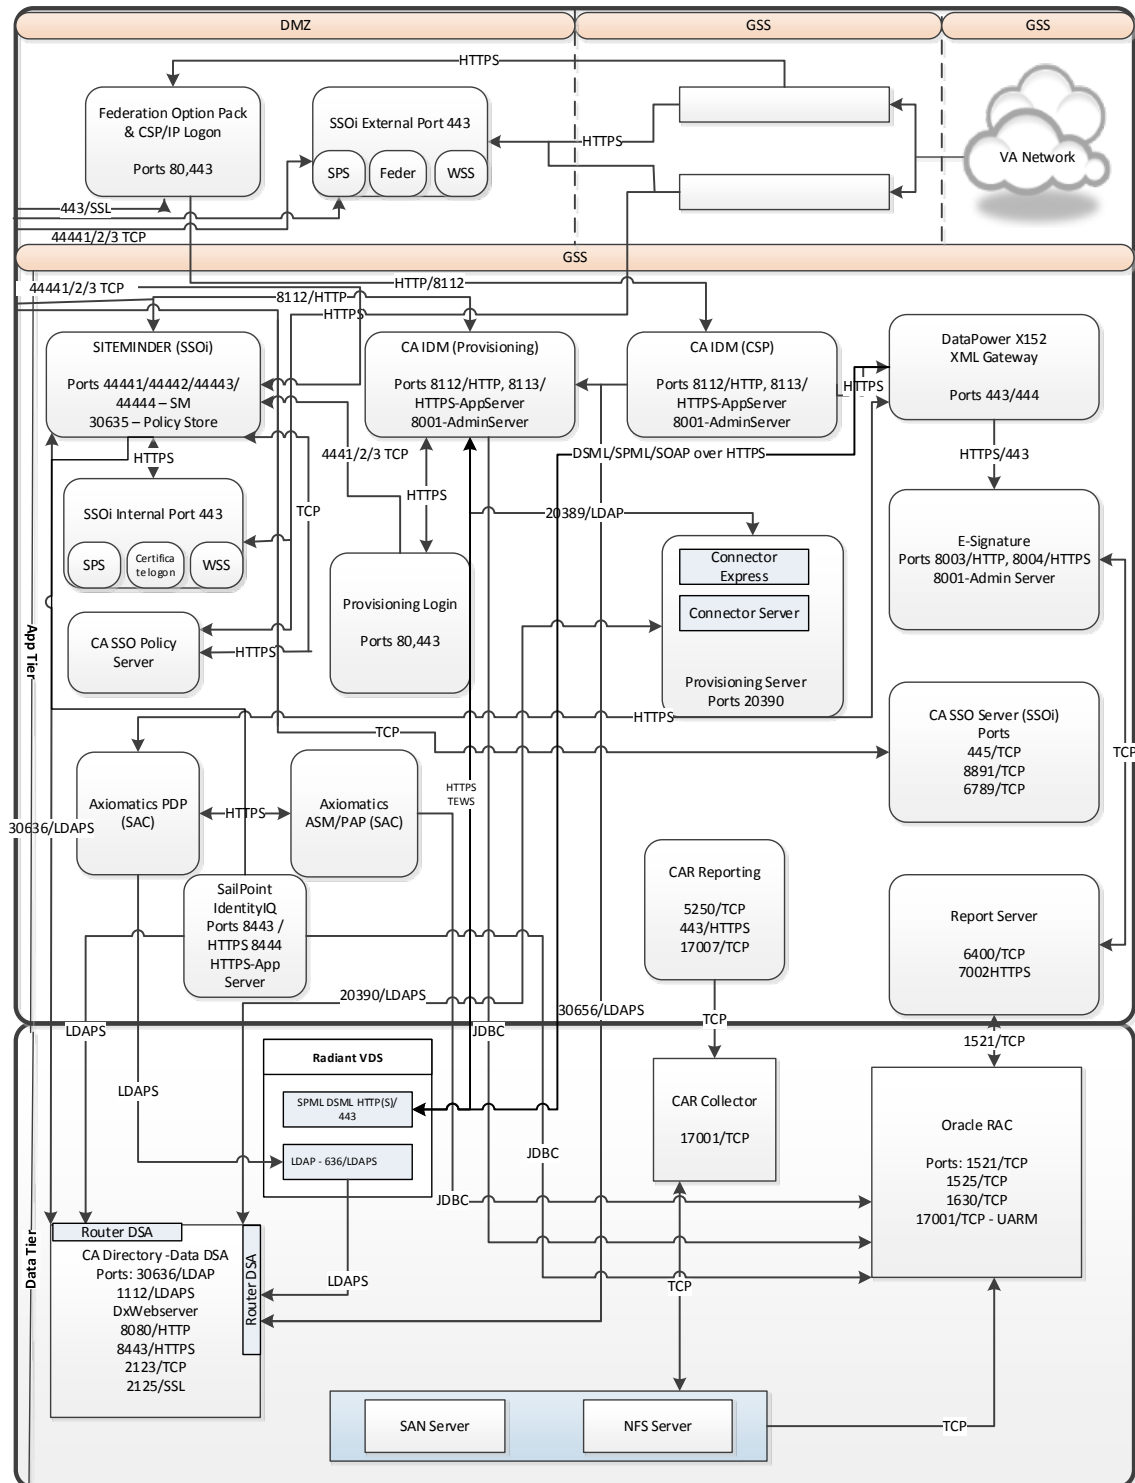 DMZ
GSS
GSS
HTTPS
Federation Option Pack
& CSP/IP Logon
Ports 80,443
SSOi External Port 443
SPS
Feder
WSS
HTTPS
VA Network
443/SSL
44441/2/3 TCP
GSS
44441/2/3 TCP
HTTP/8112
8112/HTTP
HTTPS
SITEMINDER (SSOi)
Ports 44441/44442/44443/
44444 – SM
30635 – Policy Store
CA IDM (Provisioning)
Ports 8112/HTTP, 8113/
HTTPS-AppServer
8001-AdminServer
CA IDM (CSP)
Ports 8112/HTTP, 8113/
HTTPS-AppServer
8001-AdminServer
HTTPS
DataPower X152
XML Gateway
Ports 443/444
HTTPS
4441/2/3 TCP
DSML/SPML/SOAP over HTTPS
HTTPS/443
SSOi Internal Port 443
SPS
Certifica
te logon
WSS
TCP
HTTPS
20389/LDAP
Connector
Express
Connector Server
Provisioning Server
Ports 20390
E-Signature
Ports 8003/HTTP, 8004/HTTPS
8001-Admin Server
Provisioning Login
Ports 80,443
CA SSO Policy
Server
HTTPS
App Tier
HTTPS
TCP
CA SSO Server (SSOi)
Ports
445/TCP
8891/TCP
6789/TCP
TCP
Axiomatics PDP
(SAC)
HTTPS
Axiomatics
ASM/PAP (SAC)
HTTPS
TEWS
30636/LDAPS
SailPoint
IdentityIQ
Ports 8443 /
HTTPS 8444
HTTPS-App
Server
CAR Reporting
5250/TCP
443/HTTPS
17007/TCP
Report Server
6400/TCP
7002HTTPS
20390/LDAPS
30656/LDAPS
LDAPS
JDBC
TCP
1521/TCP
Radiant VDS
SPML DSML HTTP(S)/
443
LDAP - 636/LDAPS
LDAPS
CAR Collector
17001/TCP
Oracle RAC
Ports: 1521/TCP
1525/TCP
1630/TCP
17001/TCP - UARM
JDBC
JDBC
Data Tier
Router DSA
CA Directory -Data DSA
Ports: 30636/LDAP
1112/LDAPS
DxWebserver
8080/HTTP
8443/HTTPS
2123/TCP
2125/SSL
Router DSA
LDAPS
TCP
SAN Server
NFS Server
TCP